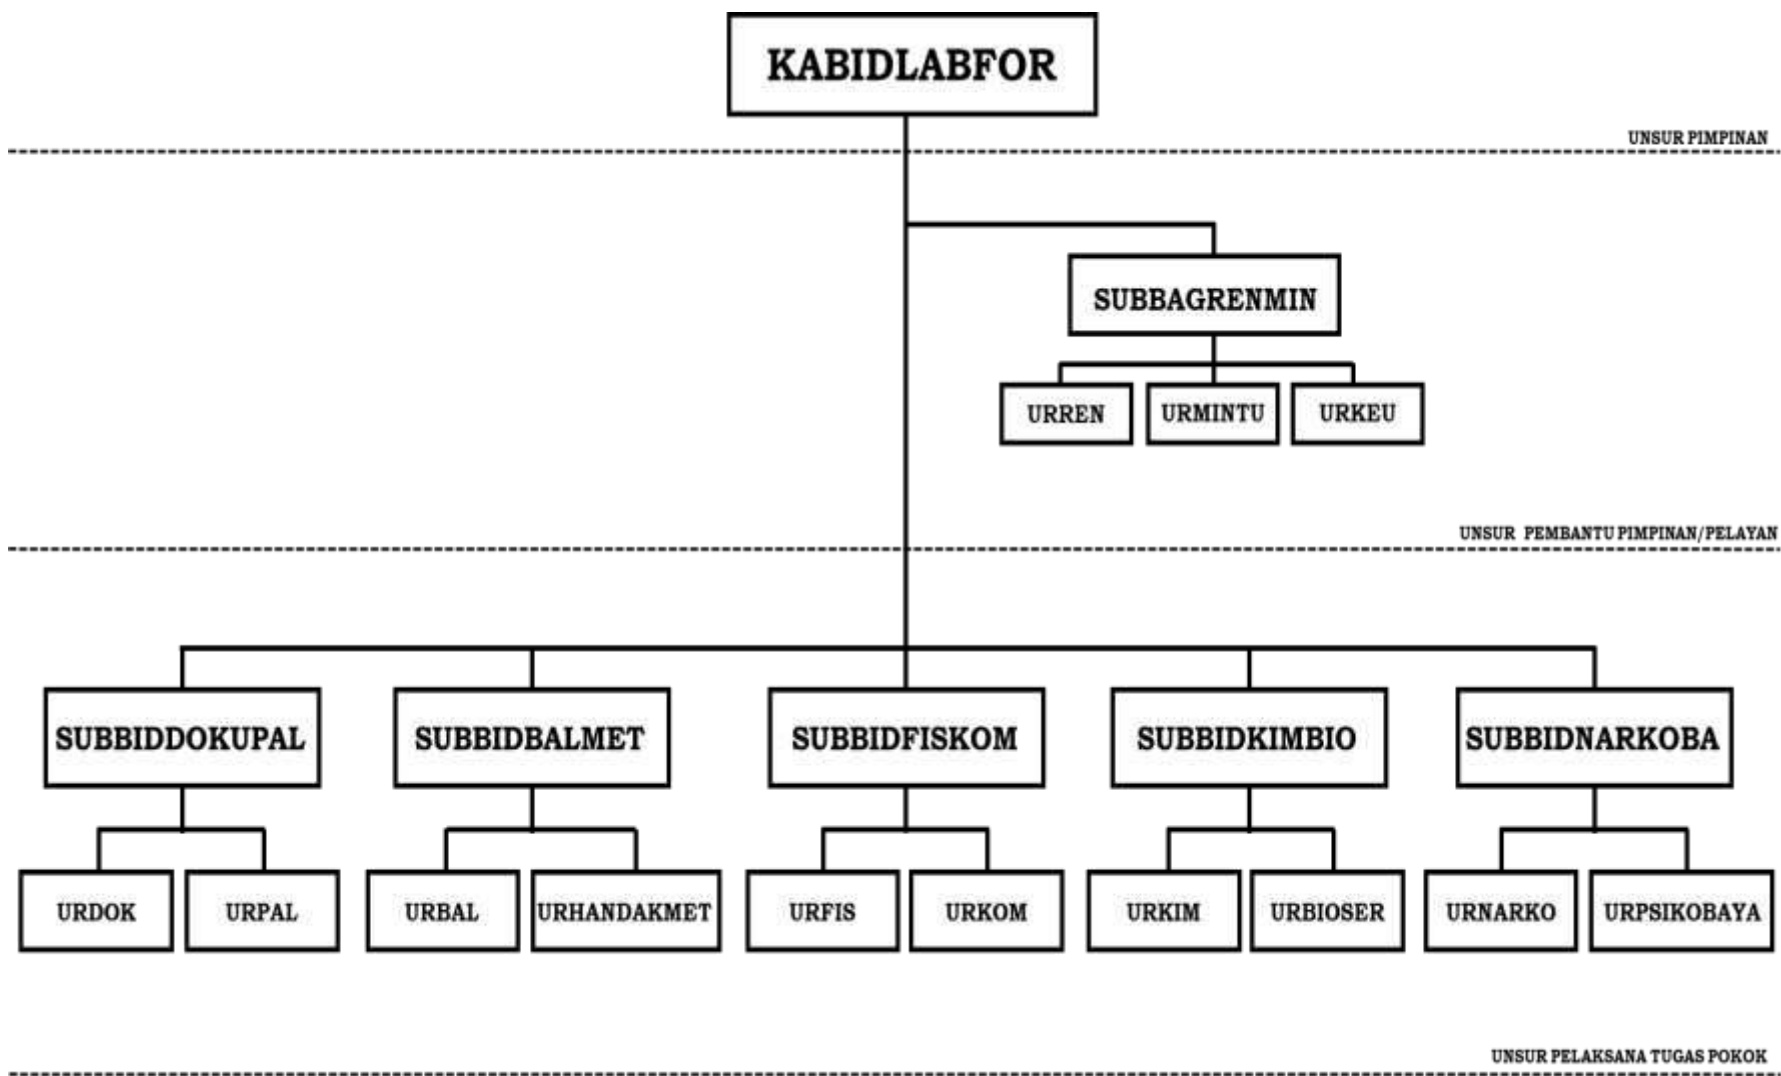 KABIDLABFOR
UNSUR PIMPINAN
SUBBAGRENMIN
URREN
URMINTU
URKEU
UNSUR PEMBANTU PIMPINAN/PELAYAN
SUBBIDDOKUPAL
SUBBIDBALMET
SUBBIDFISKOM
SUBBIDKIMBIO
SUBBIDNARKOBA
URDOK
URPAL
URBAL
URHANDAKMET
URFIS
URKOM
URKIM
URBIOSER
URNARKO
URPSIKOBAYA
UNSUR PELAKSANA TUGAS POKOK